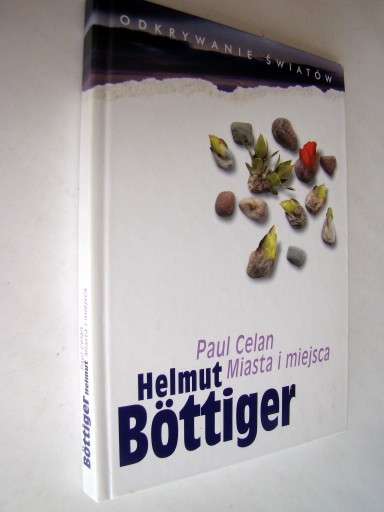 ODKRYWANIE ŚWIATÓW
Paul Celan
Miasta i miejsca
Helmut
Böttiger
Paul Celan
Miasta i miejsca
Helmut
Böttiger